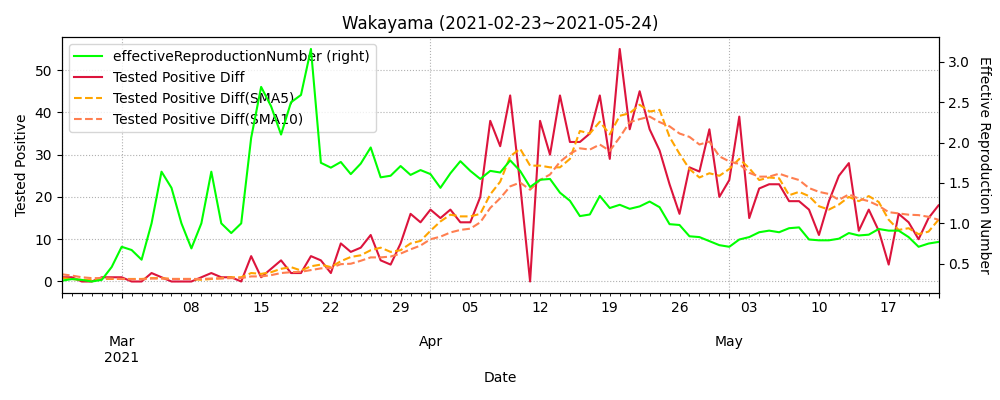 Wakayama (2021-02-23~2021-05-24)
effectiveReproductionNumber (right)
Tested Positive Diff
Tested Positive Diff(SMA5)
Tested Positive Diff(SMA10)
Tested Positive
50
40
30
20
10
0
3.0
2.5
2.0
1.5
1.0
0.5
Effective Reproduction Number
08 15 22 29 05 12 19 26 03 10 17
Mar Apr May
2021
Date